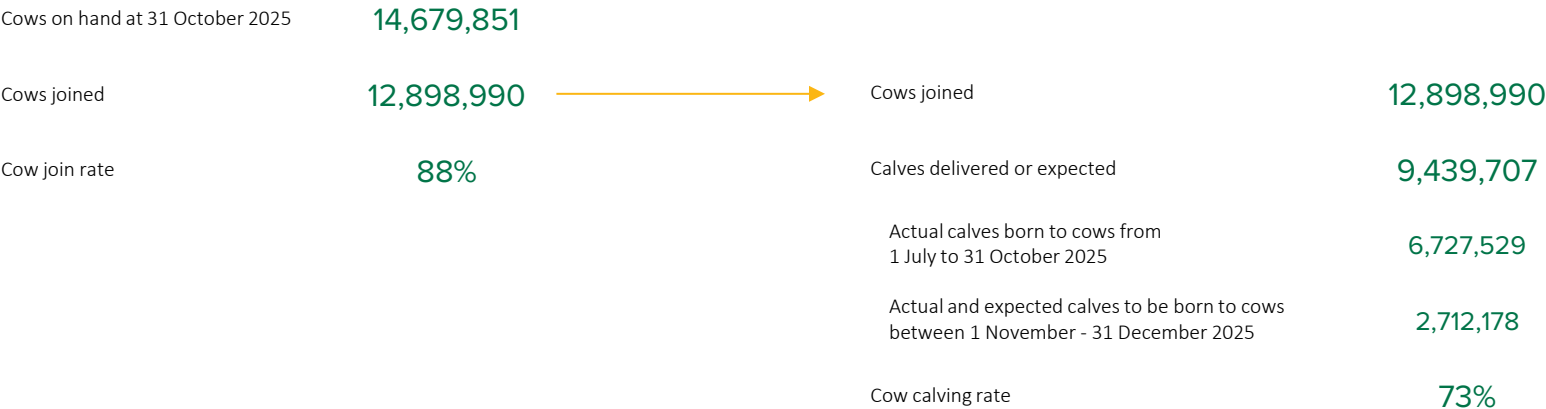 Cows on hand at 31 October 2025 14,679,851
Cows joined 12,898,990
Cow join rate 88%
Cows joined 12,898,990
Calves delivered or expected 9,439,707
Actual calves born to cows from
1 July to 31 October 2025 6,727,529
Actual and expected calves to be born to cows
between 1 November - 31 December 2025 2,712,178
Cow calving rate 73%